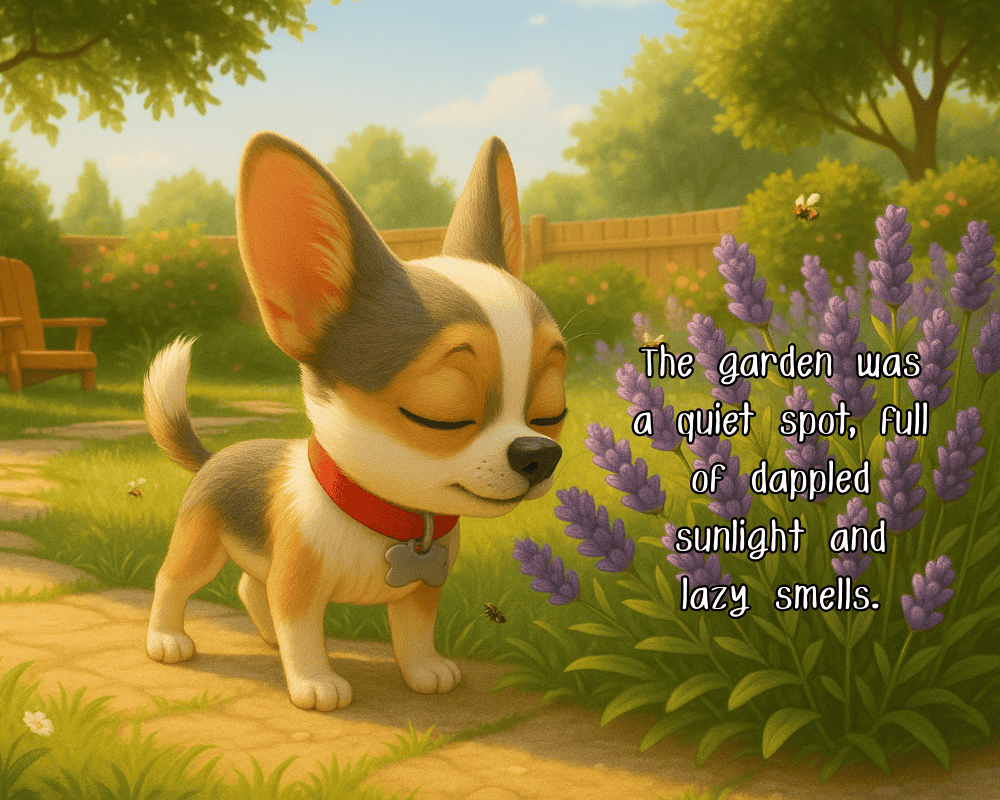 The garden was
a quiet spot, full
of dappled
sunlight and
lazy smells.